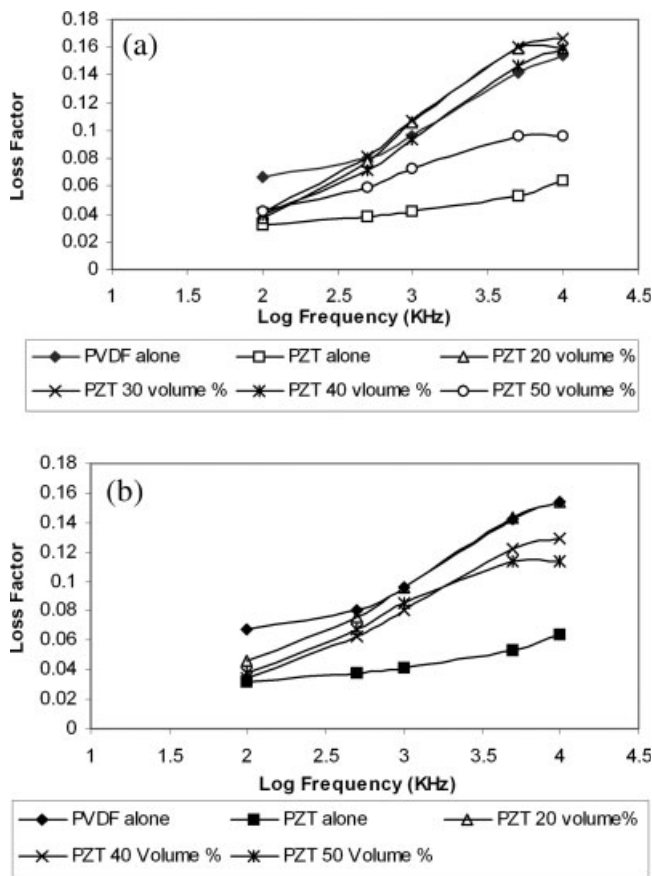 (a)
0.18
0.16
0.14
0.12
0.1
0.08
0.06
0.04
0.02
0
Loss Factor
1 1.5 2 2.5 3 3.5 4 4.5
Log Frequency (KHz)
PVDF alone PZT alone PZT 20 volume %
PZT 30 volume % PZT 40 vloume % PZT 50 volume %
(b)
0.18
0.16
0.14
0.12
0.1
0.08
0.06
0.04
0.02
0
Loss Factor
1 1.5 2 2.5 3 3.5 4 4.5
Log Frequency (KHz)
PVDF alone PZT alone PZT 20 volume%
PZT 40 Volume % PZT 50 Volume %